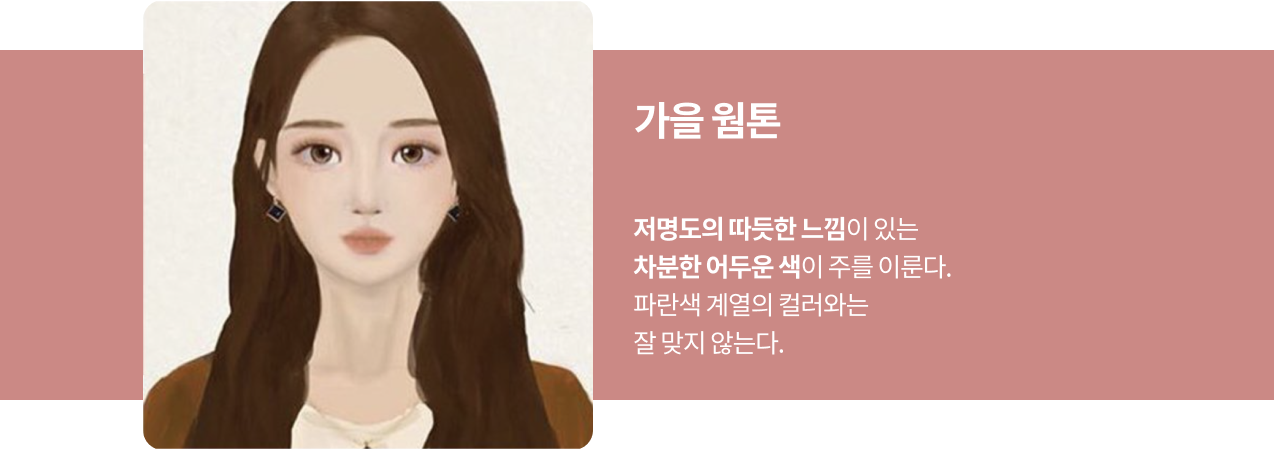 가을 웜톤
저명도의 따듯한 느낌이 있는
차분한 어두운 색이 주를 이룬다.
파란색 계열의 컬러와는
잘 맞지 않는다.